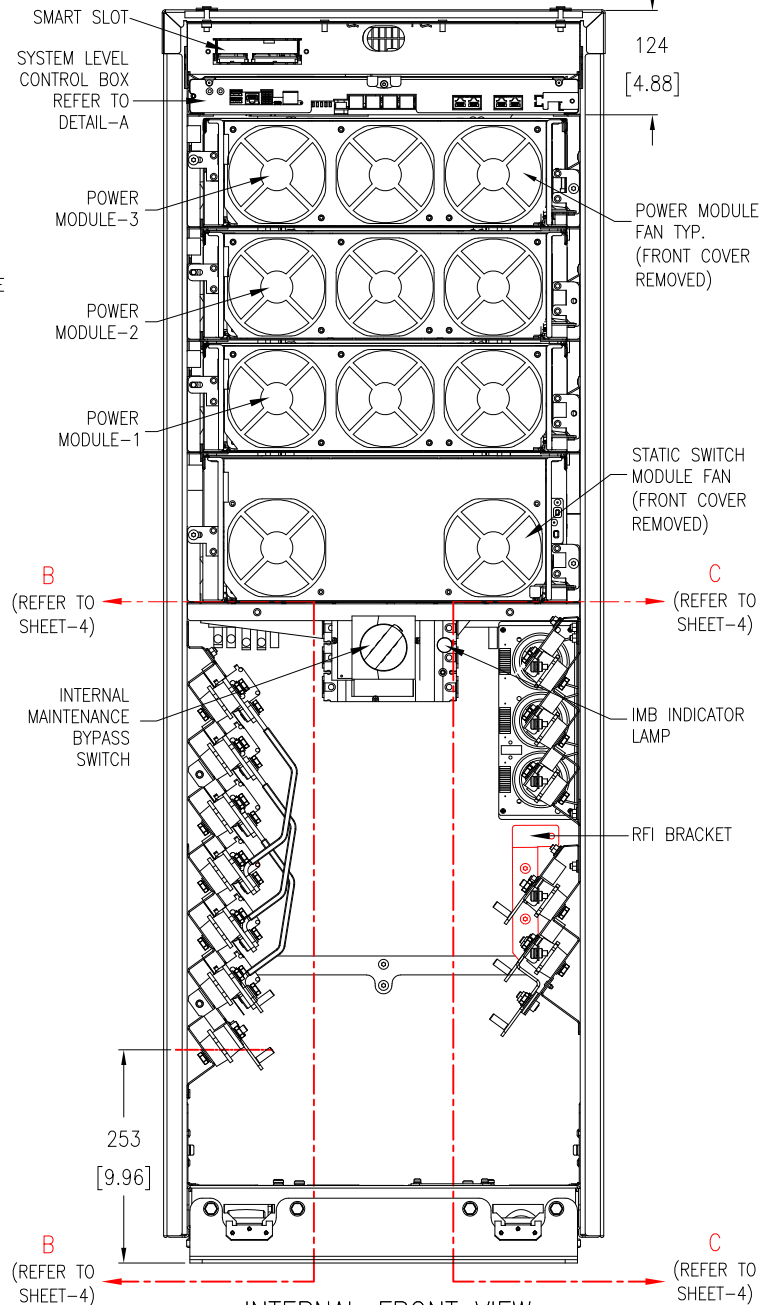 SMART SLOT
SYSTEM LEVEL
CONTROL BOX
REFER TO
DETAIL-A
124
[4.88]
POWER
MODULE-3
POWER MODULE
FAN TYP.
(FRONT COVER
REMOVED)
E
POWER
MODULE-2
POWER
MODULE-1
STATIC SWITCH
MODULE FAN
(FRONT COVER
REMOVED)
B
(REFER TO
SHEET-4)
C
(REFER TO
SHEET-4)
INTERNAL
MAINTENANCE
BYPASS
SWITCH
IMB INDICATOR
LAMP
RFI BRACKET
253
[9.96]
B
(REFER TO
SHEET-4)
C
(REFER TO
SHEET-4)
INTERNAL FRONT VIEW